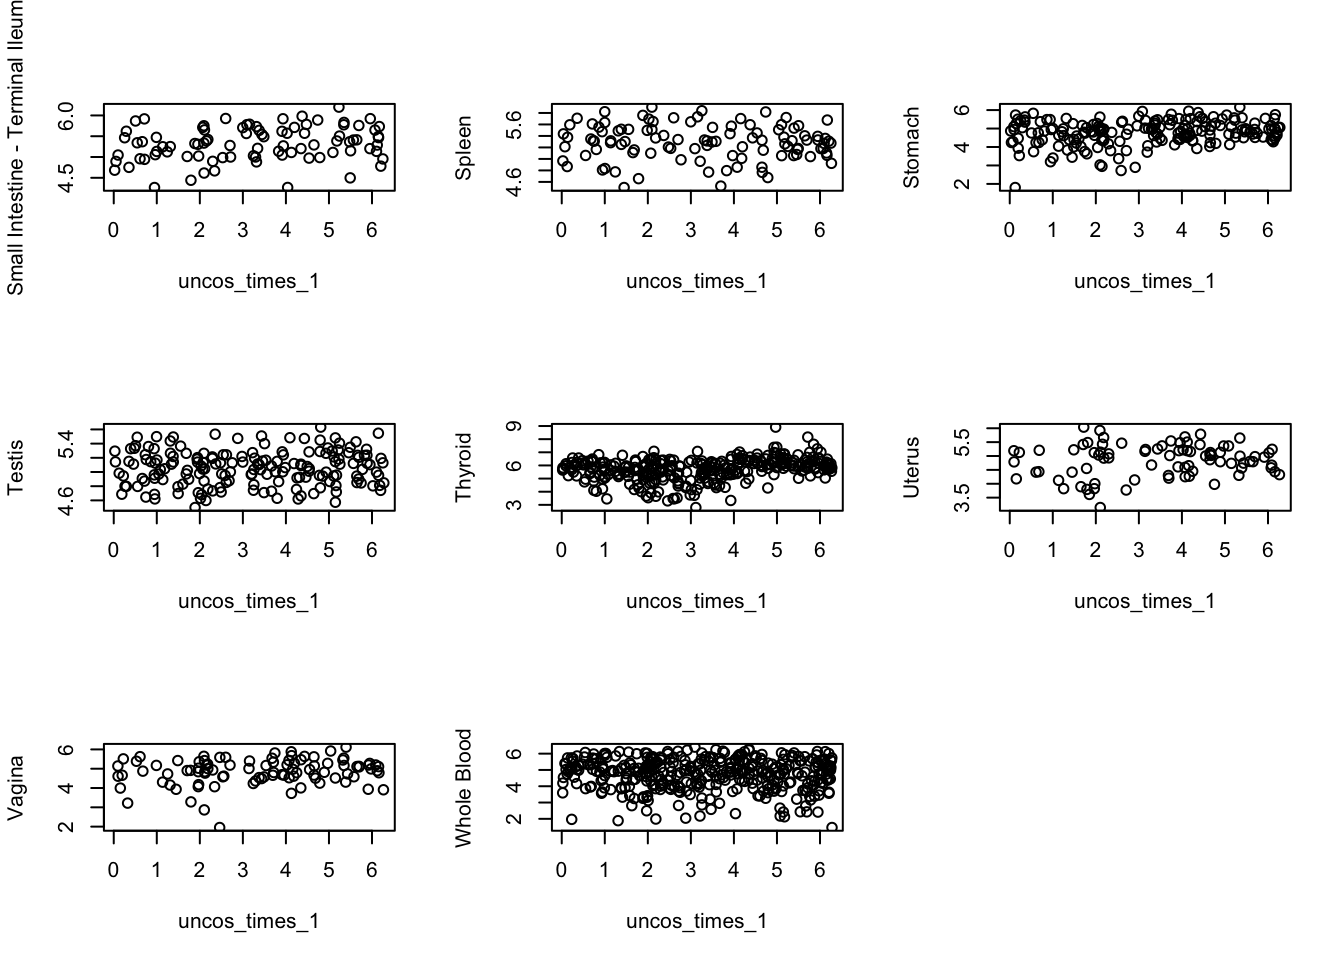 Small Intestine - Terminal Ileum
6.0
4.5
0 1 2 3 4 5 6
uncos_times_1
Spleen
5.6
4.6
0 1 2 3 4 5 6
uncos_times_1
Stomach
6
4
2
0 1 2 3 4 5 6
uncos_times_1
Testis
5.4
4.6
0 1 2 3 4 5 6
uncos_times_1
Thyroid
9
6
3
0 1 2 3 4 5 6
uncos_times_1
Uterus
5.5
3.5
0 1 2 3 4 5 6
uncos_times_1
Vagina
6
4
2
0 1 2 3 4 5 6
uncos_times_1
Whole Blood
6
4
2
0 1 2 3 4 5 6
uncos_times_1